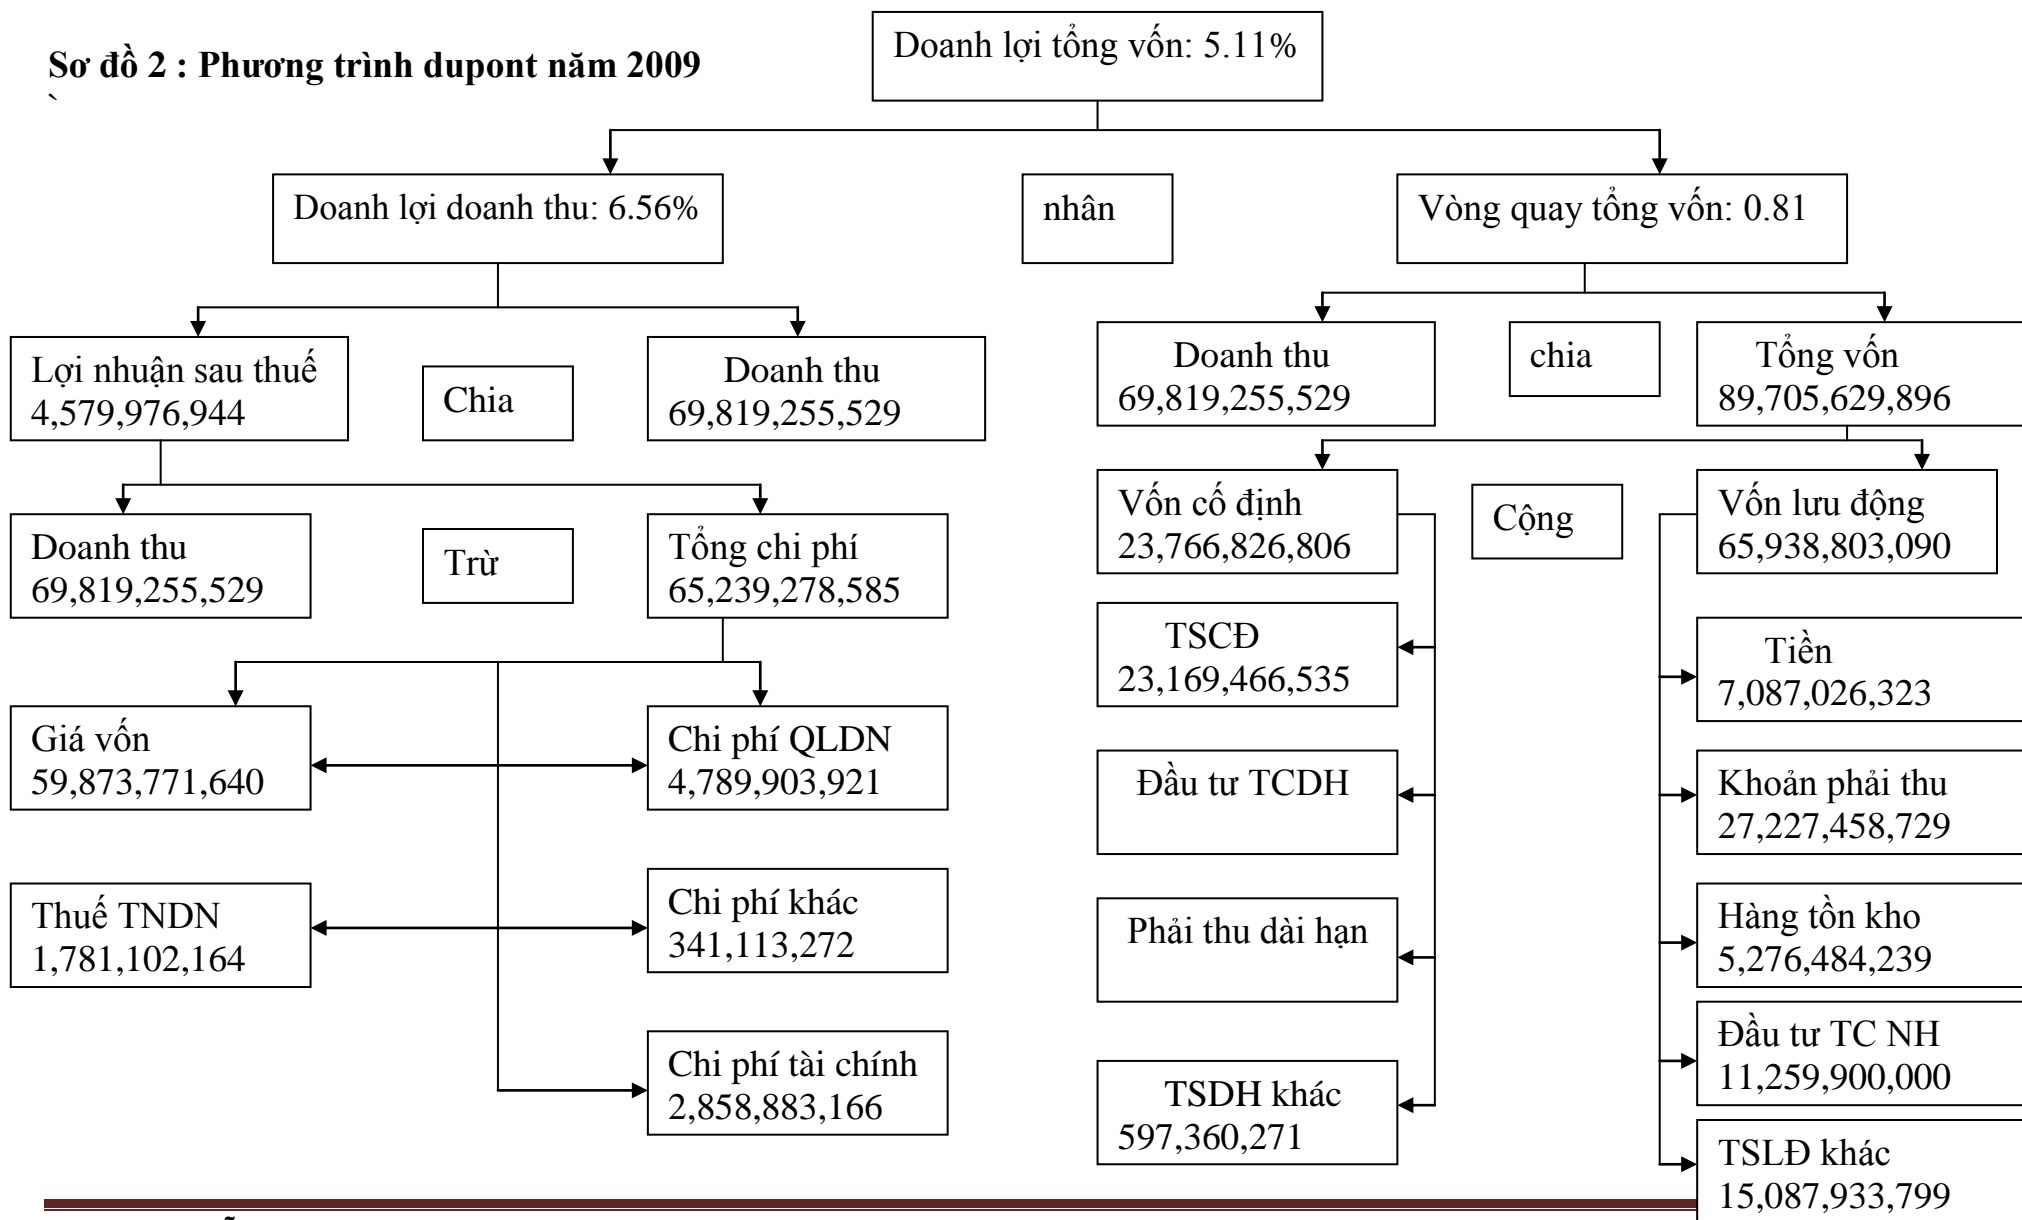 Doanh lợi tổng vốn: 5.11%
Sơ đồ 2 : Phương trình dupont năm 2009
Doanh lợi doanh thu: 6.56%
nhân
Vòng quay tổng vốn: 0.81
Lợi nhuận sau thuế
4,579,976,944
Chia
Doanh thu
69,819,255,529
Doanh thu
69,819,255,529
chia
Tổng vốn
89,705,629,896
Doanh thu
69,819,255,529
Trừ
Tổng chi phí
65,239,278,585
Vốn cố định
23,766,826,806
Cộng
Vốn lưu động
65,938,803,090
Giá vốn
59,873,771,640
Chi phí QLDN
4,789,903,921
Thuế TNDN
1,781,102,164
Chi phí khác
341,113,272
Chi phí tài chính
2,858,883,166
TSCĐ
23,169,466,535
Đầu tư TCDH
Phải thu dài hạn
TSDH khác
597,360,271
Tiền
7,087,026,323
Khoản phải thu
27,227,458,729
Hàng tồn kho
5,276,484,239
Đầu tư TC NH
11,259,900,000
TSLĐ khác
15,087,933,799